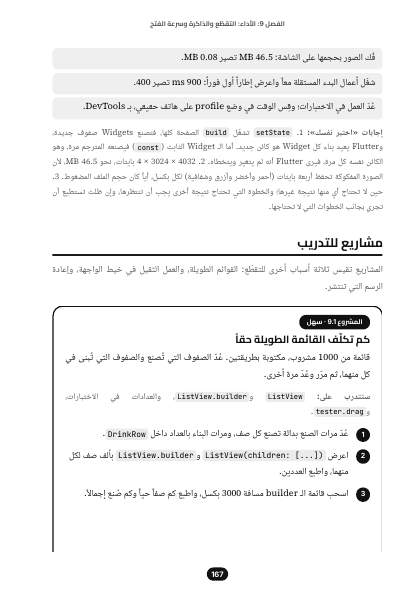 الفصل 9: الأداء: التقطّع والذاكرة وسرعة الفتح
فُك الصور بحجمها على الشاشة: 46.5 MB تصير 0.08 MB.
شغّل أعمال البدء المستقلة معاً واعرض إطاراً أول فوراً: 900 ms تصير 400.
عُدّ العمل في الاختبارات؛ وقِس الوقت في وضع profile على هاتف حقيقي، بـ DevTools.
إجابات «اختبر نفسك»: 1. setState تشغّل build الصفحة كلها، فتصنع Widgets صفوف جديدة،
وFlutter يعيد بناء كل Widget هو كائن جديد. أما الـ Widget الثابت (const) فيصنعه المترجم مرة، وهو
الكائن نفسه كل مرة، فيرى Flutter أنه لم يتغير ويتخطاه. 2. 4032 × 3024 × 4 بايتات، نحو 46.5 MB، لأن
الصورة المفكوكة تحفظ أربعة بايتات (أحمر وأخضر وأزرق وشفافية) لكل بكسل، أياً كان حجم الملف المضغوط. 3.
حين لا تحتاج أي منها نتيجة غيرها؛ والخطوة التي تحتاج نتيجة أخرى يجب أن تنتظرها، وإن ظلت تستطيع أن
تجري بجانب الخطوات التي لا تحتاجها.
مشاريع للتدريب
المشاريع تقيس ثلاثة أسباب أخرى للتقطّع: القوائم الطويلة، والعمل الثقيل في خيط الواجهة، وإعادة
الرسم التي تنتشر.
المشروع 9.1 · سهل
كم تكلّف القائمة الطويلة حقاً
قائمة من 1000 مشروب، مكتوبة بطريقتين. عُدّ الصفوف التي تُصنع والصفوف التي تُبنى في
كل منهما، ثم مرّر وعُدّ مرة أخرى.
ستتدرب على: ListView وListView.builder، والعدادات في الاختبارات،
وtester.drag.
1 عُدّ مرات الصنع بدالة تصنع كل صف، ومرات البناء بالعداد داخل DrinkRow.
2 اعرض ListView(children: [...]) وListView.builder بألف صف لكل
منهما، واطبع العددين.
3 اسحب قائمة الـ builder مسافة 3000 بكسل، واطبع كم صفاً حياً وكم صُنع إجمالاً.
167